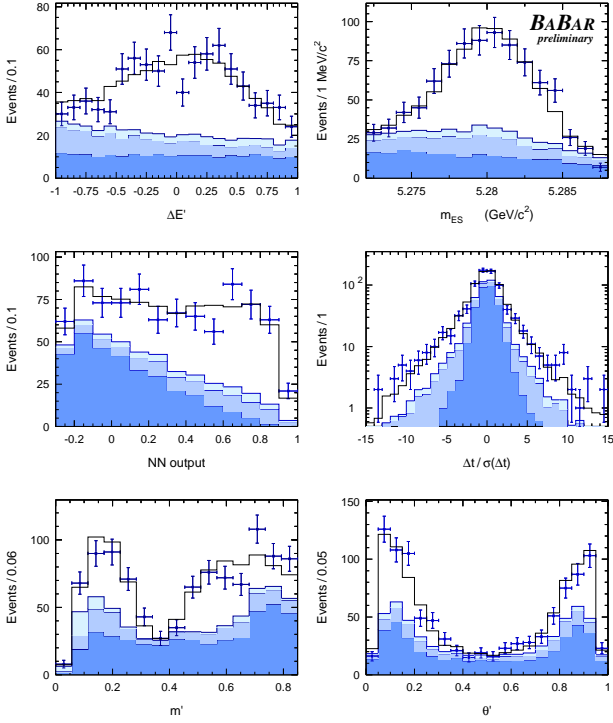 BABAR
preliminary
Events / 0.1
80
60
40
20
0
-1 -0.75 -0.5 -0.25 0 0.25 0.5 0.75 1
ΔE'
Events / 1 MeV/c²
100
75
50
25
0
5.275 5.28 5.285
m_ES (GeV/c²)
Events / 0.1
100
75
50
25
0
-0.2 0 0.2 0.4 0.6 0.8 1
NN output
Events / 1
10²
10
1
-15 -10 -5 0 5 10 15
Δt / σ(Δt)
Events / 0.06
150
100
50
0
0 0.2 0.4 0.6 0.8
m'
Events / 0.05
150
100
50
0
0 0.2 0.4 0.6 0.8 1
θ'